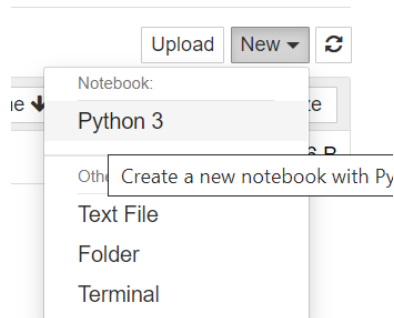 Upload New
Notebook:
Python 3
Create a new notebook with Py
Text File
Folder
Terminal